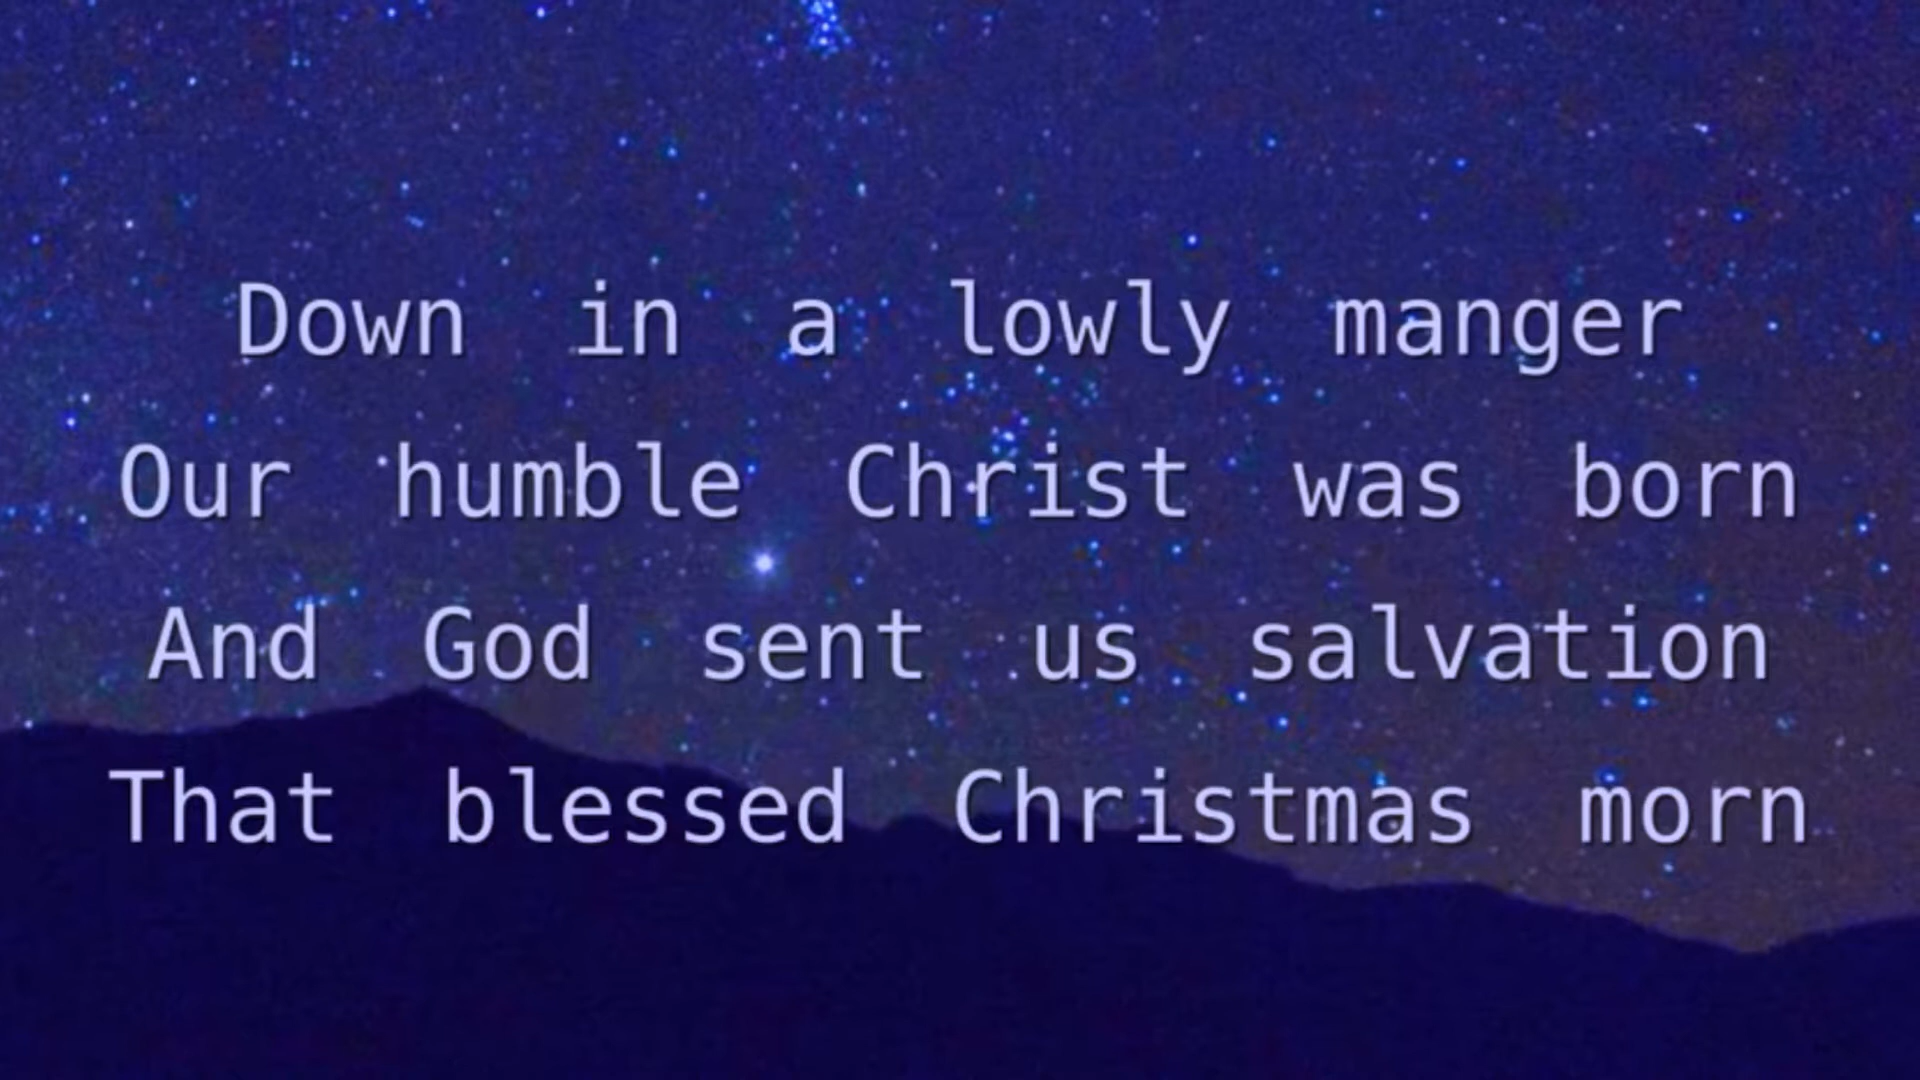 Down in a lowly manger
Our humble Christ was born
And God sent us salvation
That blessed Christmas morn